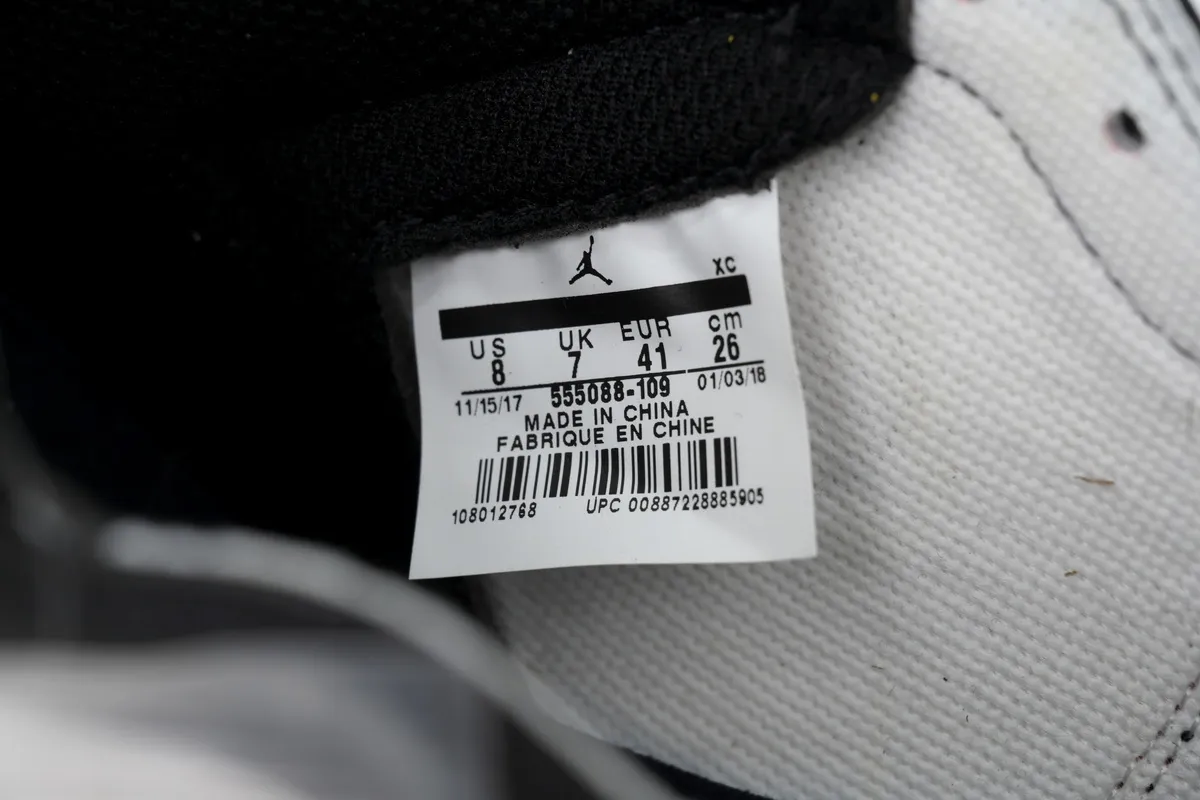 XC
US UK EUR cm
8 7 41 26
11/15/17 555088-109 01/03/18
MADE IN CHINA
FABRIQUE EN CHINE
108012768 UPC 00887228885905